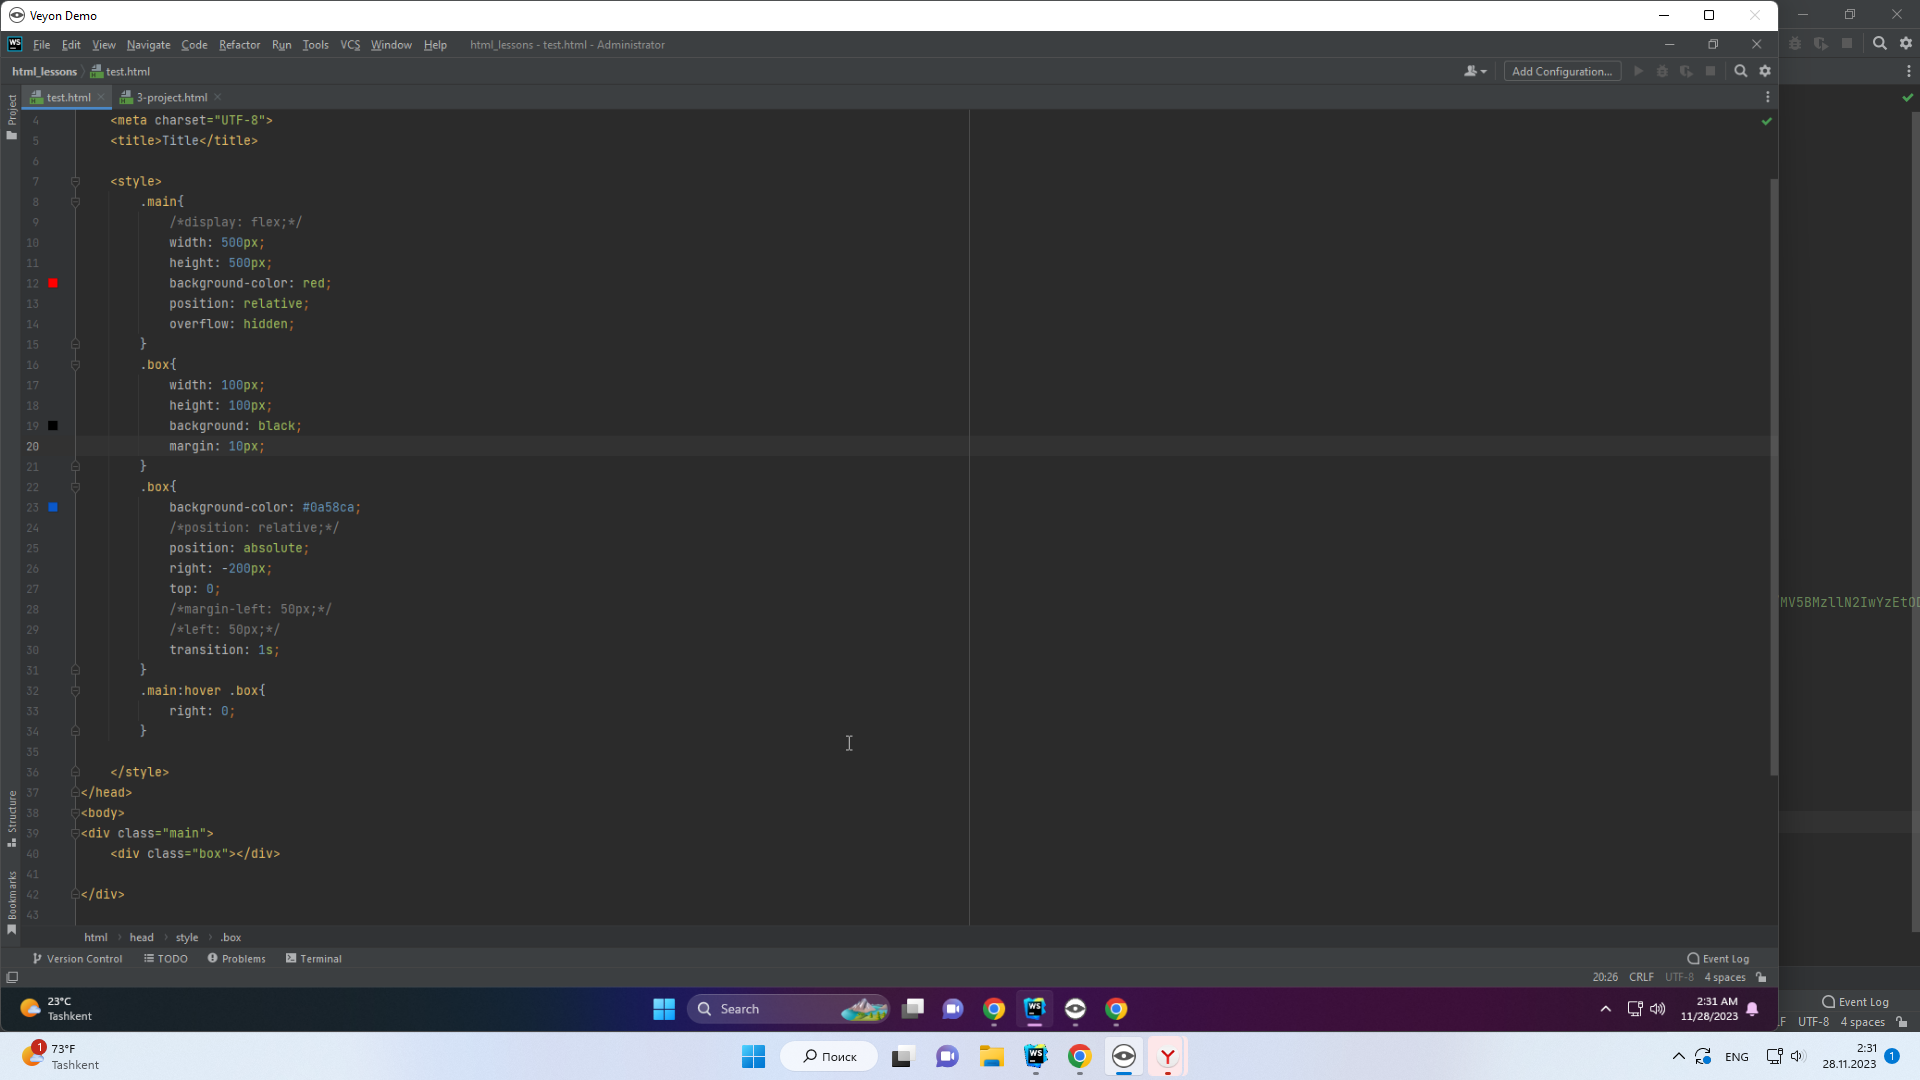 Veyon Demo
WS File Edit View Navigate Code Refactor Run Tools VCS Window Help html_lessons - test.html - Administrator
html_lessons test.html Add Configuration...
test.html 3-project.html
Project
4 <meta charset="UTF-8">
5 <title>Title</title>
6
7 <style>
8 .main{
9 /*display: flex;*/
10 width: 500px;
11 height: 500px;
12 background-color: red;
13 position: relative;
14 overflow: hidden;
15 }
16 .box{
17 width: 100px;
18 height: 100px;
19 background: black;
20 margin: 10px;
21 }
22 .box{
23 background-color: #0a58ca;
24 /*position: relative;*/
25 position: absolute;
26 right: -200px;
27 top: 0;
28 /*margin-left: 50px;*/
29 /*left: 50px;*/
30 transition: 1s;
31 }
32 .main:hover .box{
33 right: 0;
34 }
35
36 </style>
37 </head>
38 <body>
39 <div class="main">
40 <div class="box"></div>
41
42 </div>
43
MV5BMzllN2IwYzEtOD
Structure
Bookmarks
html head style .box
Version Control TODO Problems Terminal Event Log
20:26 CRLF UTF-8 4 spaces
23°C
Tashkent
Search
WS
2:31 AM
11/28/2023
Event Log
F UTF-8 4 spaces
1
73°F
Tashkent
Поиск
WS
Y
ENG
2:31
28.11.2023
1